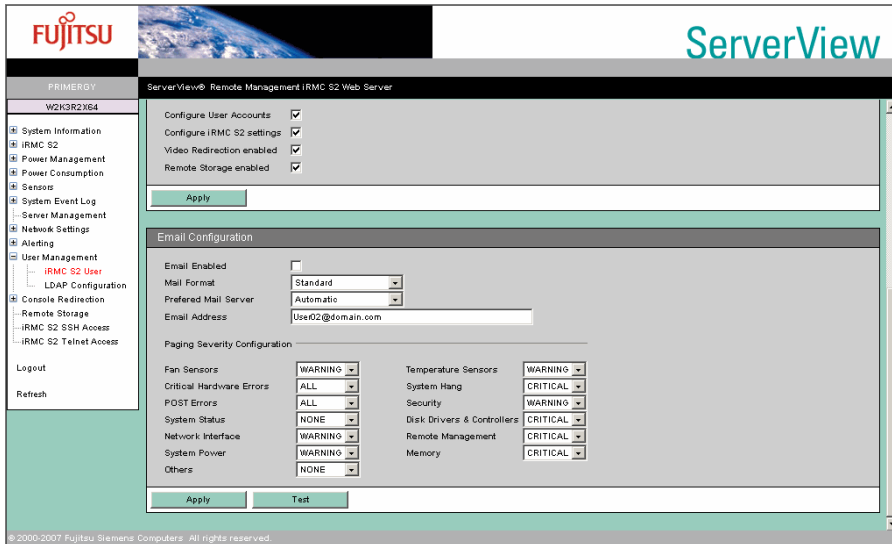 FUJITSU
ServerView
PRIMERGY
ServerView® Remote Management iRMC S2 Web Server
W2K3R2X64
System Information
iRMC S2
Power Management
Power Consumption
Sensors
System Event Log
Server Management
Network Settings
Alerting
User Management
iRMC S2 User
LDAP Configuration
Console Redirection
Remote Storage
iRMC S2 SSH Access
iRMC S2 Telnet Access
Logout
Refresh
Configure User Accounts
Configure iRMC S2 settings
Video Redirection enabled
Remote Storage enabled
Apply
Email Configuration
Email Enabled
Mail Format Standard
Prefered Mail Server Automatic
Email Address User02@domain.com
Paging Severity Configuration
Fan Sensors WARNING Temperature Sensors WARNING
Critical Hardware Errors ALL System Hang CRITICAL
POST Errors ALL Security WARNING
System Status NONE Disk Drivers & Controllers CRITICAL
Network Interface WARNING Remote Management CRITICAL
System Power WARNING Memory CRITICAL
Others NONE
Apply Test
© 2000-2007 Fujitsu Siemens Computers All rights reserved.